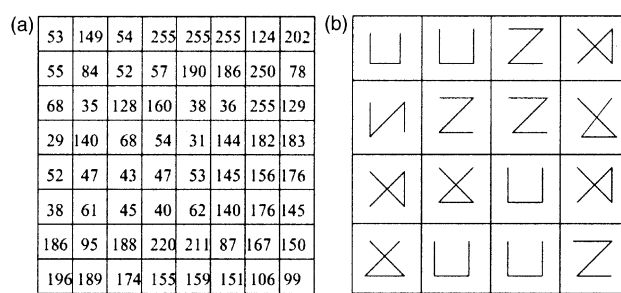 (a) 53 149 54 255 255 255 124 202 (b)
55 84 52 57 190 186 250 78
68 35 128 160 38 36 255 129
29 140 68 54 31 144 182 183
52 47 43 47 53 145 156 176
38 61 45 40 62 140 176 145
186 95 188 220 211 87 167 150
196 189 174 155 159 151 106 99